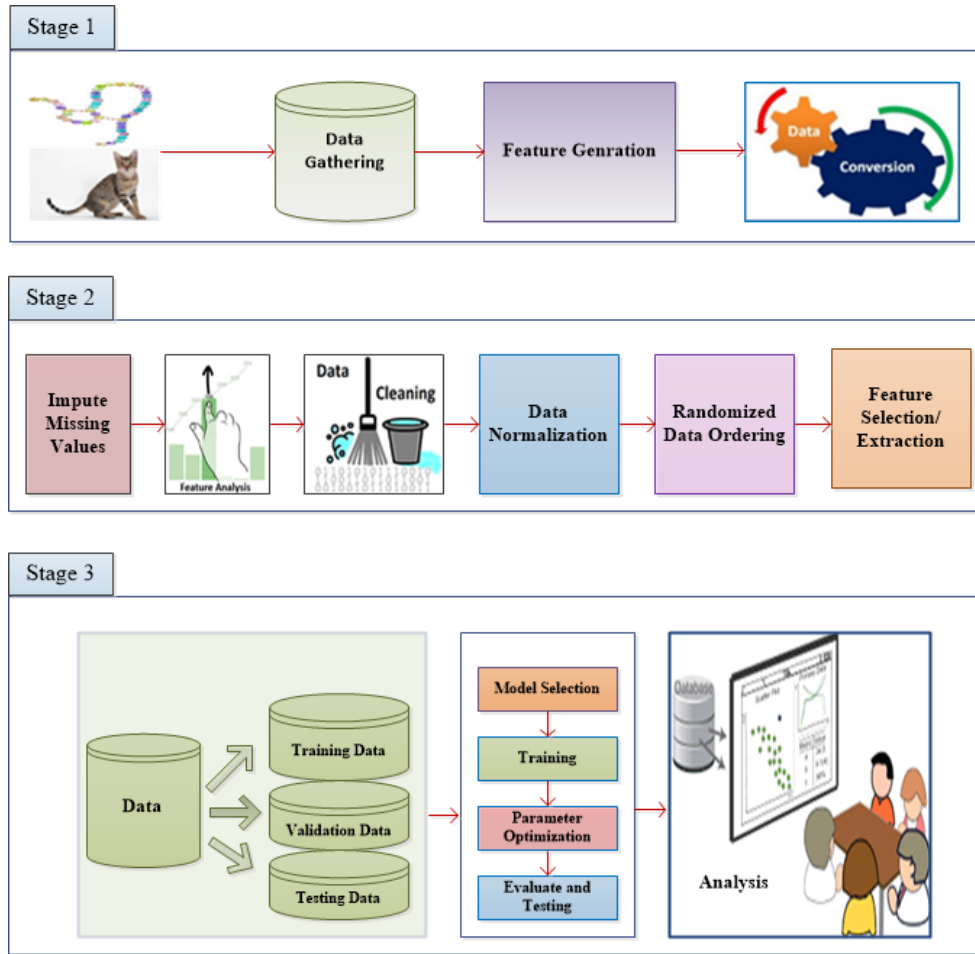 Stage 1
Data
Gathering
Feature Genration
Data
Conversion
Stage 2
Impute
Missing
Values
Feature Analysis
Data
Cleaning
Data
Normalization
Randomized
Data Ordering
Feature
Selection/
Extraction
Stage 3
Data
Training Data
Validation Data
Testing Data
Model Selection
Training
Parameter
Optimization
Evaluate and
Testing
Database
Scatter Plot
Analysis